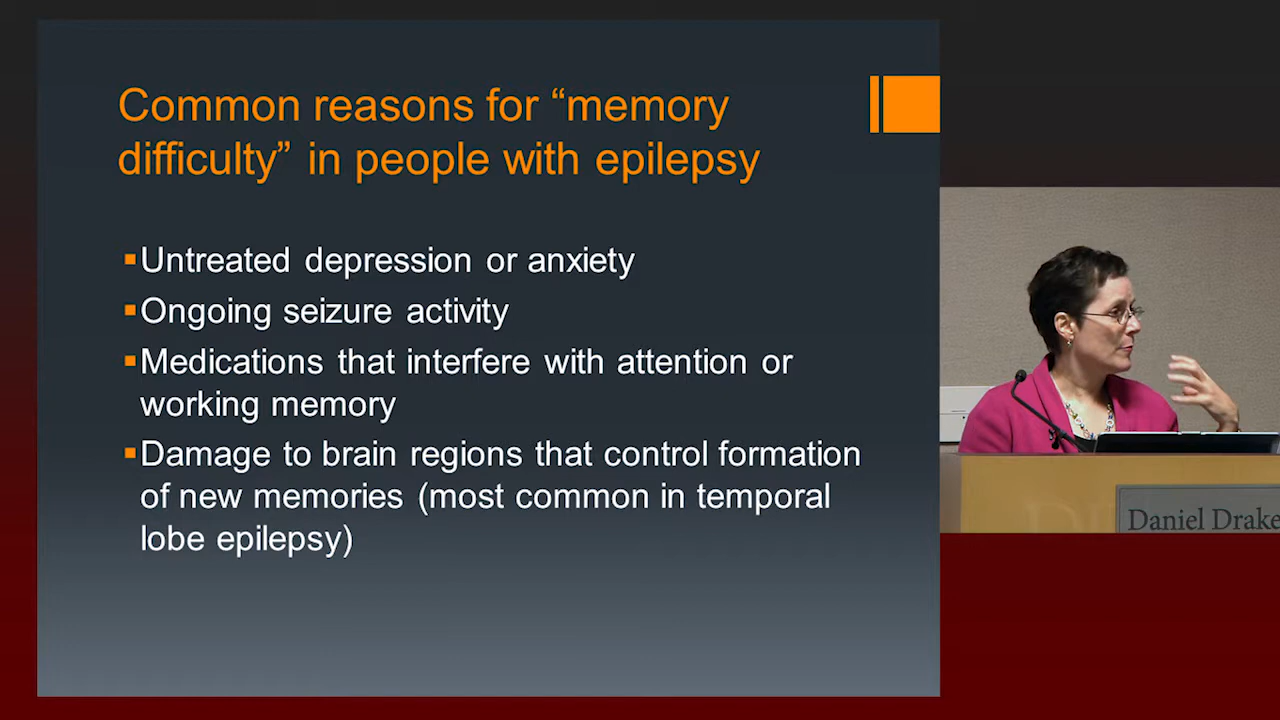 Common reasons for “memory
difficulty” in people with epilepsy
Untreated depression or anxiety
Ongoing seizure activity
Medications that interfere with attention or
working memory
Damage to brain regions that control formation
of new memories (most common in temporal
lobe epilepsy)
Daniel Drake